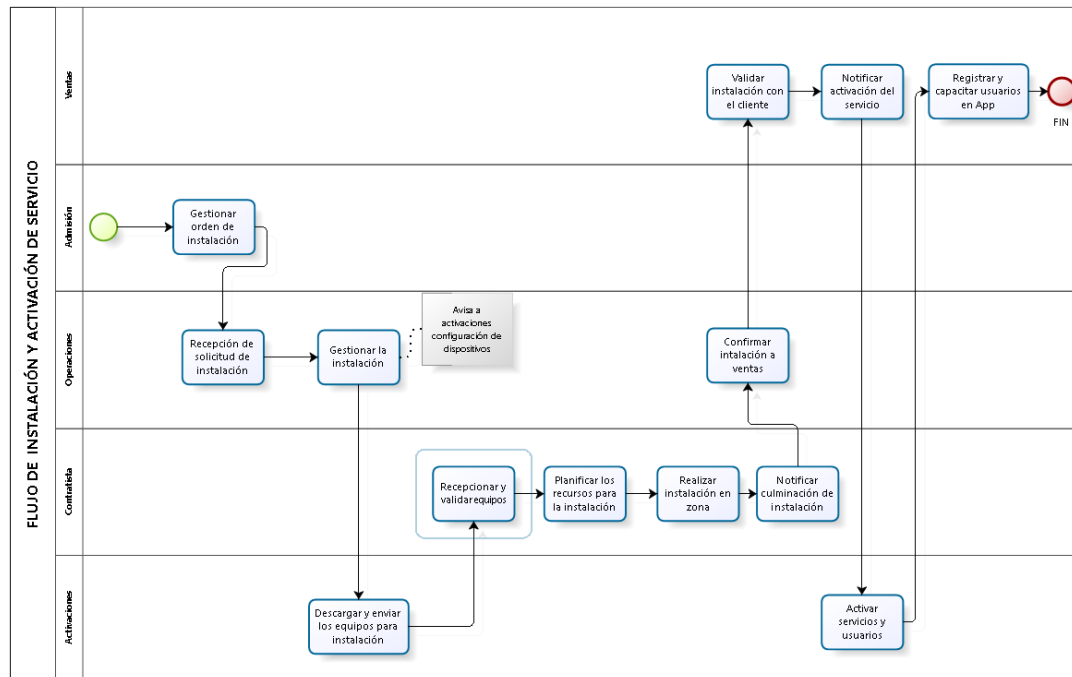 FLUJO DE INSTALACIÓN Y ACTIVACIÓN DE SERVICIO
Ventas
Validar
instalación con
el cliente
Notificar
activación del
servicio
Registrar y
capacitar usuarios
en App
FIN
Admisión
Gestionar
orden de
instalación
Operaciones
Recepción de
solicitud de
instalación
Gestionar la
instalación
Avisa a
activaciones
configuración de
dispositivos
Confirmar
intalación a
ventas
Contratista
Recepcionar y
validar equipos
Planificar los
recursos para
la instalación
Realizar
instalación en
zona
Notificar
culminación de
instalación
Activaciones
Descargar y enviar
los equipos para
instalación
Activar
servicios y
usuarios